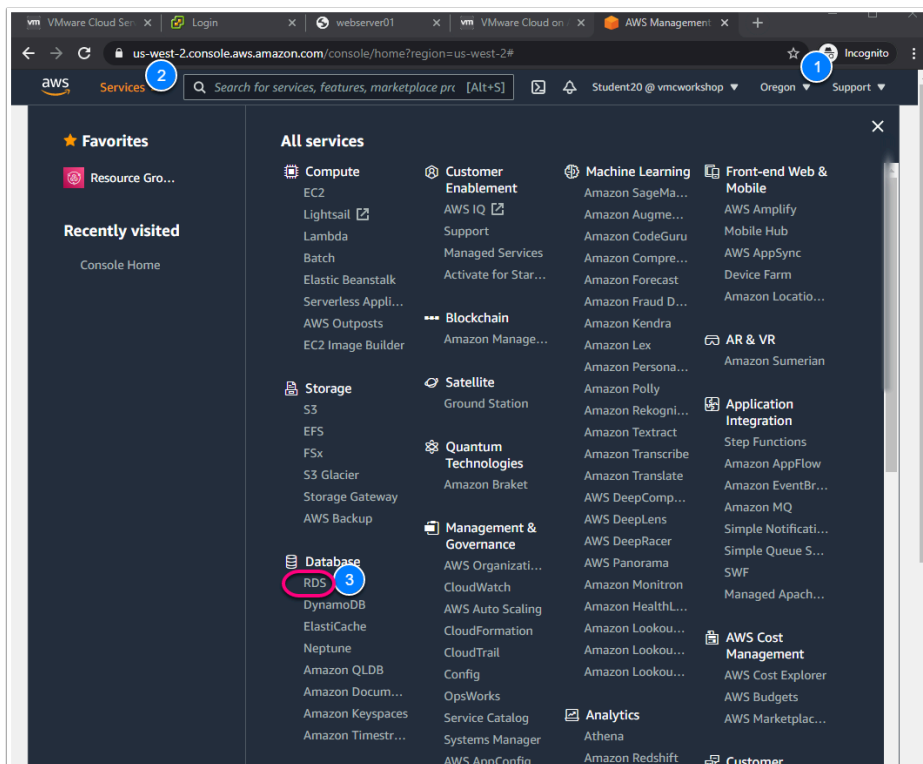 vm VMware Cloud Ser
Login
webserver01
vm VMware Cloud on
AWS Management
us-west-2.console.aws.amazon.com/console/home?region=us-west-2#
Incognito
1
aws
Services
2
Search for services, features, marketplace prc [Alt+S]
Student20 @ vmcworkshop
Oregon
Support
Favorites
Resource Gro...
Recently visited
Console Home
All services
Compute
EC2
Lightsail
Lambda
Batch
Elastic Beanstalk
Serverless Appli...
AWS Outposts
EC2 Image Builder
Storage
S3
EFS
FSx
S3 Glacier
Storage Gateway
AWS Backup
Database
RDS
3
DynamoDB
ElastiCache
Neptune
Amazon QLDB
Amazon Docum...
Amazon Keyspaces
Amazon Timestr...
Customer
Enablement
AWS IQ
Support
Managed Services
Activate for Star...
Blockchain
Amazon Manage...
Satellite
Ground Station
Quantum
Technologies
Amazon Braket
Management &
Governance
AWS Organizati...
CloudWatch
AWS Auto Scaling
CloudFormation
CloudTrail
Config
OpsWorks
Service Catalog
Systems Manager
AWS AppConfig
Machine Learning
Amazon SageMa...
Amazon Augme...
Amazon CodeGuru
Amazon Compre...
Amazon Forecast
Amazon Fraud D...
Amazon Kendra
Amazon Lex
Amazon Persona...
Amazon Polly
Amazon Rekogni...
Amazon Textract
Amazon Transcribe
Amazon Translate
AWS DeepComp...
AWS DeepLens
AWS DeepRacer
AWS Panorama
Amazon Monitron
Amazon HealthL...
Amazon Lookou...
Amazon Lookou...
Amazon Lookou...
Analytics
Athena
Amazon Redshift
Front-end Web &
Mobile
AWS Amplify
Mobile Hub
AWS AppSync
Device Farm
Amazon Locatio...
AR & VR
Amazon Sumerian
Application
Integration
Step Functions
Amazon AppFlow
Amazon EventBr...
Amazon MQ
Simple Notificati...
Simple Queue S...
SWF
Managed Apach...
AWS Cost
Management
AWS Cost Explorer
AWS Budgets
AWS Marketplac...
Customer